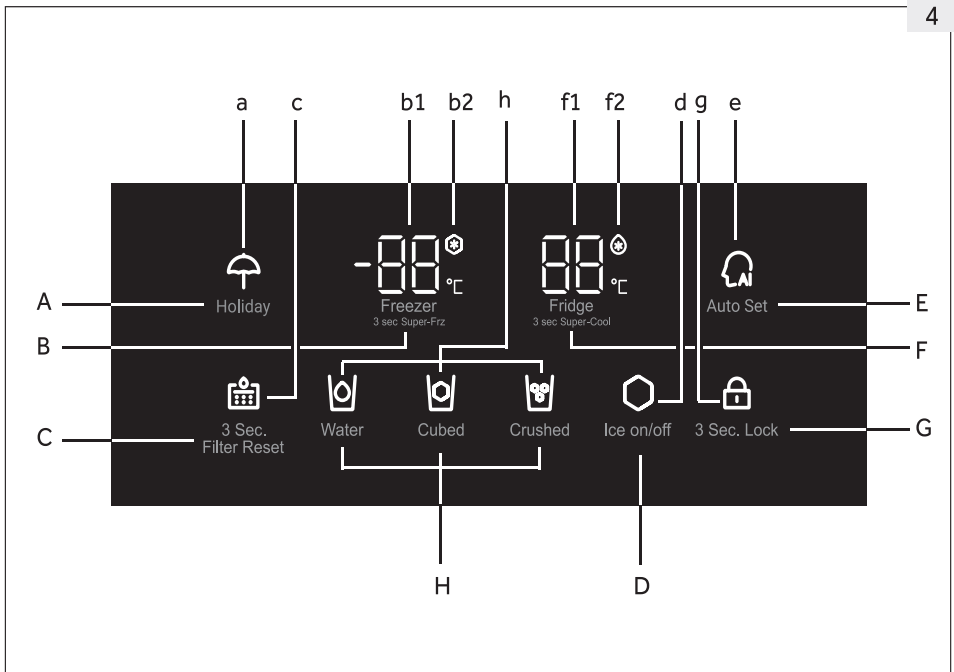 4
a c b1 b2 h f1 f2 d g e
-88 °C 88 °C
AI
A Holiday Freezer Fridge Auto Set E
3 sec Super-Frz 3 sec Super-Cool
B F
3 Sec. Water Cubed Crushed Ice on/off 3 Sec. Lock G
C Filter Reset
H D